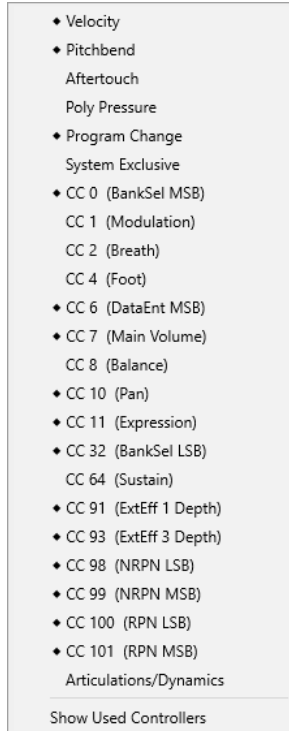 ◆ Velocity
◆ Pitchbend
Aftertouch
Poly Pressure
◆ Program Change
System Exclusive
◆ CC 0 (BankSel MSB)
CC 1 (Modulation)
CC 2 (Breath)
CC 4 (Foot)
◆ CC 6 (DataEnt MSB)
◆ CC 7 (Main Volume)
CC 8 (Balance)
◆ CC 10 (Pan)
◆ CC 11 (Expression)
◆ CC 32 (BankSel LSB)
CC 64 (Sustain)
◆ CC 91 (ExtEff 1 Depth)
◆ CC 93 (ExtEff 3 Depth)
◆ CC 98 (NRPN LSB)
◆ CC 99 (NRPN MSB)
◆ CC 100 (RPN LSB)
◆ CC 101 (RPN MSB)
Articulations/Dynamics
Show Used Controllers